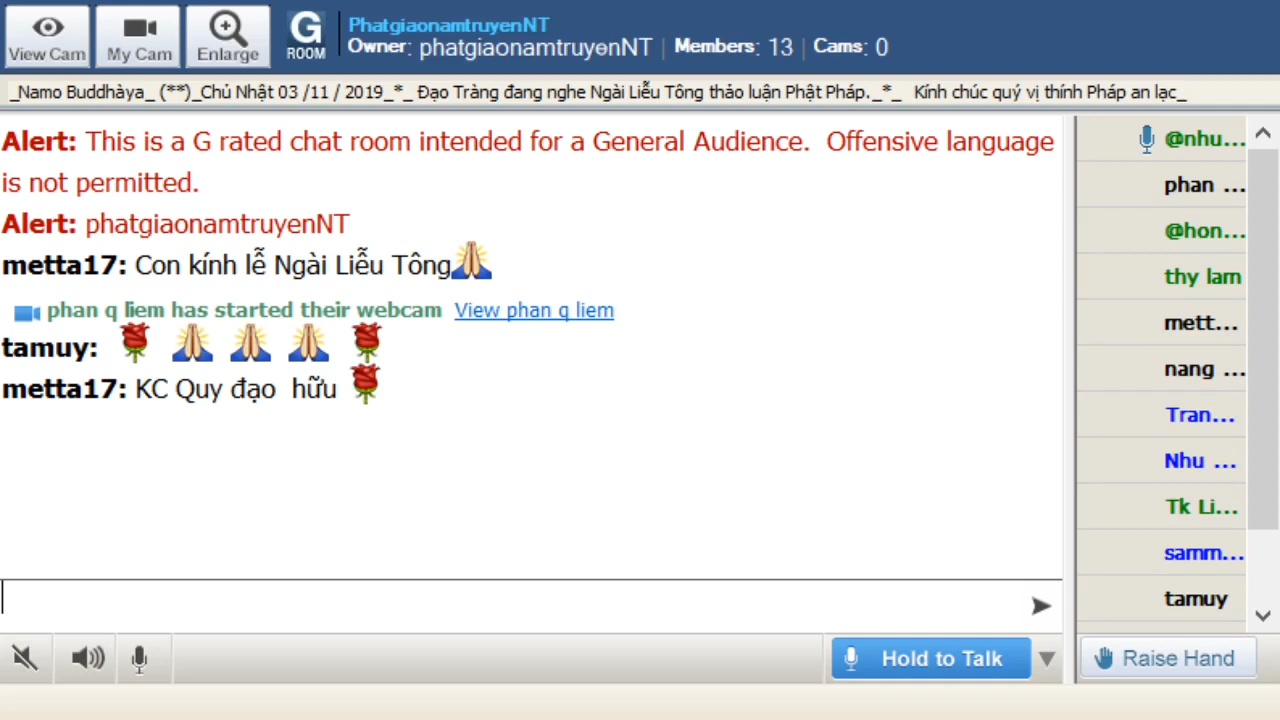 View Cam
My Cam
Enlarge
G
ROOM
PhatgiaonamtruyenNT
Owner: phatgiaonamtruyenNT | Members: 13 | Cams: 0
_Namo Buddhàya_ (**)_Chủ Nhật 03 /11 / 2019_*_ Đạo Tràng đang nghe Ngài Liễu Tông thảo luận Phật Pháp._*_ Kính chúc quý vị thính Pháp an lạc_
Alert: This is a G rated chat room intended for a General Audience. Offensive language
is not permitted.
Alert: phatgiaonamtruyenNT
metta17: Con kính lễ Ngài Liễu Tông🙏
phan q liem has started their webcam View phan q liem
tamuy: 🌹 🙏 🙏 🙏 🌹
metta17: KC Quy đạo hữu 🌹
@nhu...
phan ...
@hon...
thy lam
mett...
nang ...
Tran...
Nhu ...
Tk Li...
samm...
tamuy
Hold to Talk
Raise Hand